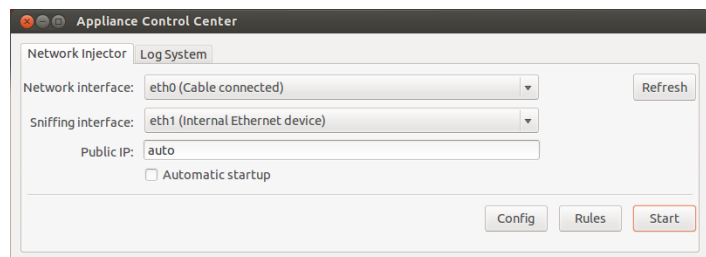 Appliance Control Center
Network Injector Log System
Network interface: eth0 (Cable connected) Refresh
Sniffing interface: eth1 (Internal Ethernet device)
Public IP: auto
Automatic startup
Config Rules Start